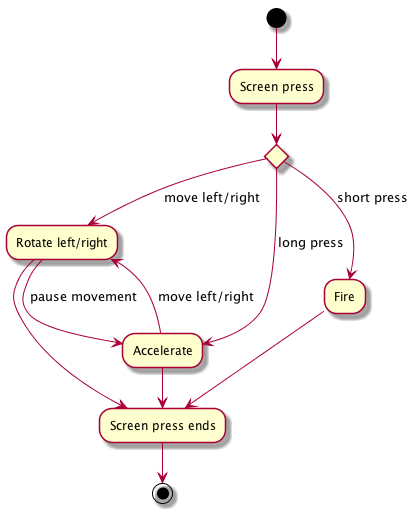 Screen press
move left/right
short press
Rotate left/right
long press
pause movement
move left/right
Fire
Accelerate
Screen press ends